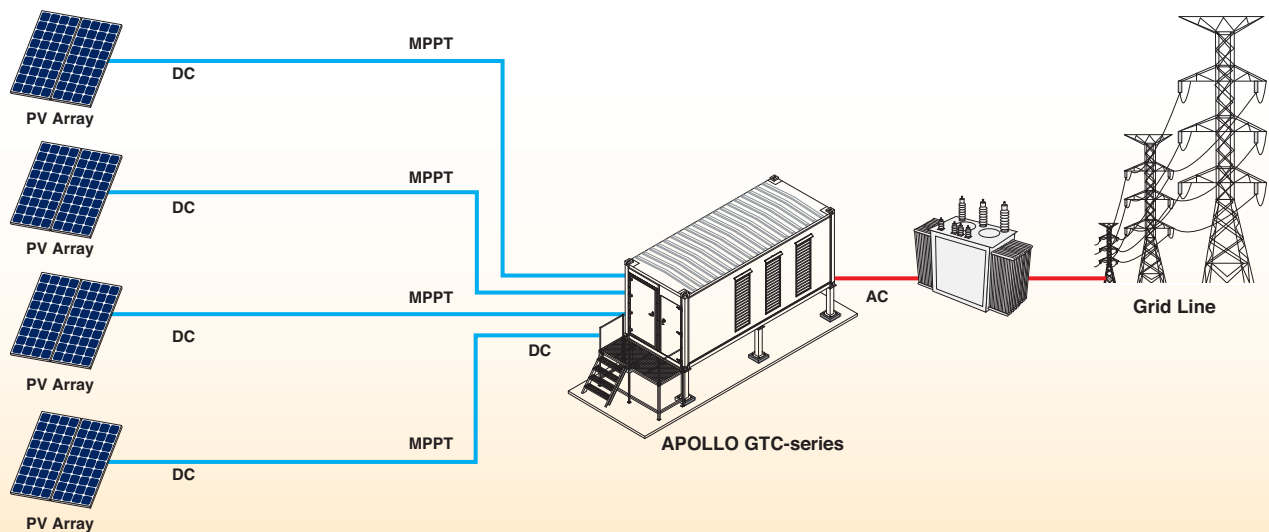 MPPT
DC
PV Array
MPPT
DC
PV Array
MPPT
DC
PV Array
DC
MPPT
DC
PV Array
APOLLO GTC-series
AC
Grid Line